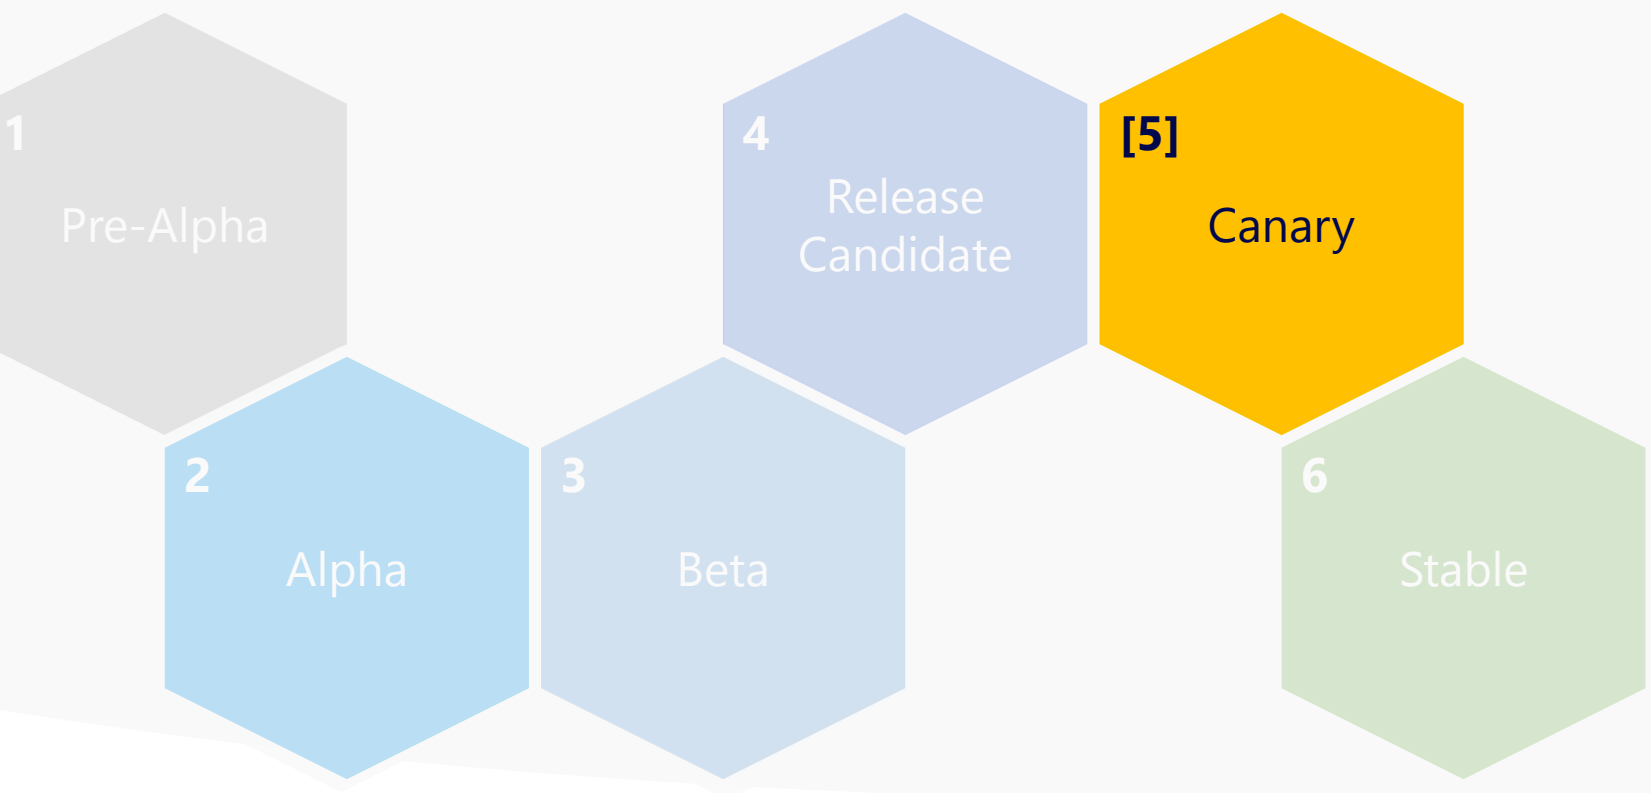 1
Pre-Alpha
2
Alpha
3
Beta
4
Release
Candidate
[5]
Canary
6
Stable